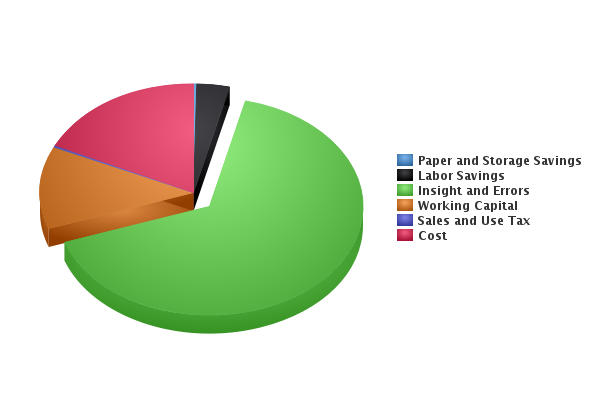 Paper and Storage Savings
Labor Savings
Insight and Errors
Working Capital
Sales and Use Tax
Cost